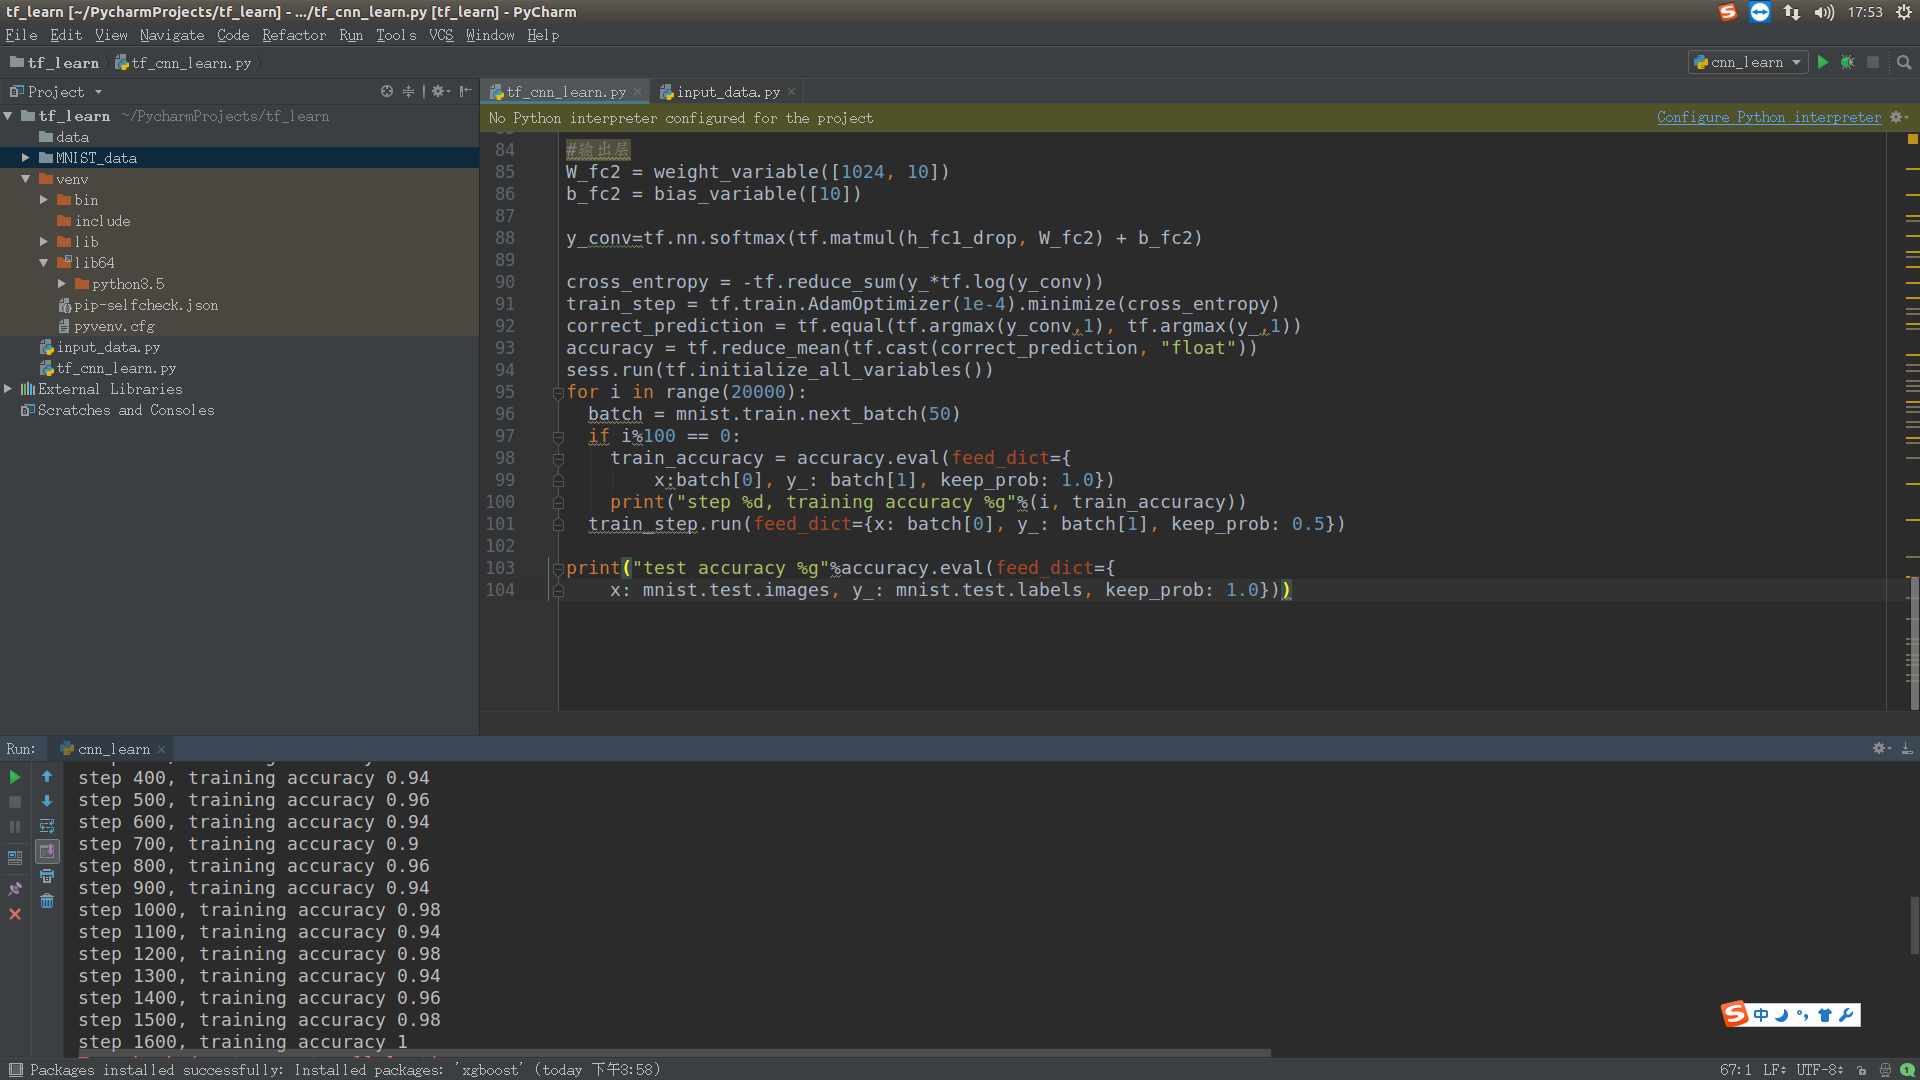 tf_learn [~/PycharmProjects/tf_learn] - .../tf_cnn_learn.py [tf_learn] - PyCharm
17:53
File Edit View Navigate Code Refactor Run Tools VCS Window Help
tf_learn tf_cnn_learn.py
cnn_learn
Project
tf_cnn_learn.py input_data.py
No Python interpreter configured for the project
Configure Python interpreter
tf_learn ~/PycharmProjects/tf_learn
data
MNIST_data
venv
bin
include
lib
lib64
python3.5
pip-selfcheck.json
pyvenv.cfg
input_data.py
tf_cnn_learn.py
External Libraries
Scratches and Consoles
84 #输出层
85 W_fc2 = weight_variable([1024, 10])
86 b_fc2 = bias_variable([10])
87
88 y_conv=tf.nn.softmax(tf.matmul(h_fc1_drop, W_fc2) + b_fc2)
89
90 cross_entropy = -tf.reduce_sum(y_*tf.log(y_conv))
91 train_step = tf.train.AdamOptimizer(1e-4).minimize(cross_entropy)
92 correct_prediction = tf.equal(tf.argmax(y_conv,1), tf.argmax(y_,1))
93 accuracy = tf.reduce_mean(tf.cast(correct_prediction, "float"))
94 sess.run(tf.initialize_all_variables())
95 for i in range(20000):
96 batch = mnist.train.next_batch(50)
97 if i%100 == 0:
98 train_accuracy = accuracy.eval(feed_dict={
99 x:batch[0], y_: batch[1], keep_prob: 1.0})
100 print("step %d, training accuracy %g"%(i, train_accuracy))
101 train_step.run(feed_dict={x: batch[0], y_: batch[1], keep_prob: 0.5})
102
103 print("test accuracy %g"%accuracy.eval(feed_dict={
104 x: mnist.test.images, y_: mnist.test.labels, keep_prob: 1.0}))
Run: cnn_learn
step 400, training accuracy 0.94
step 500, training accuracy 0.96
step 600, training accuracy 0.94
step 700, training accuracy 0.9
step 800, training accuracy 0.96
step 900, training accuracy 0.94
step 1000, training accuracy 0.98
step 1100, training accuracy 0.94
step 1200, training accuracy 0.98
step 1300, training accuracy 0.94
step 1400, training accuracy 0.96
step 1500, training accuracy 0.98
step 1600, training accuracy 1
中
Packages installed successfully: Installed packages: 'xgboost' (today 下午3:58)
67:1 LF UTF-8 1